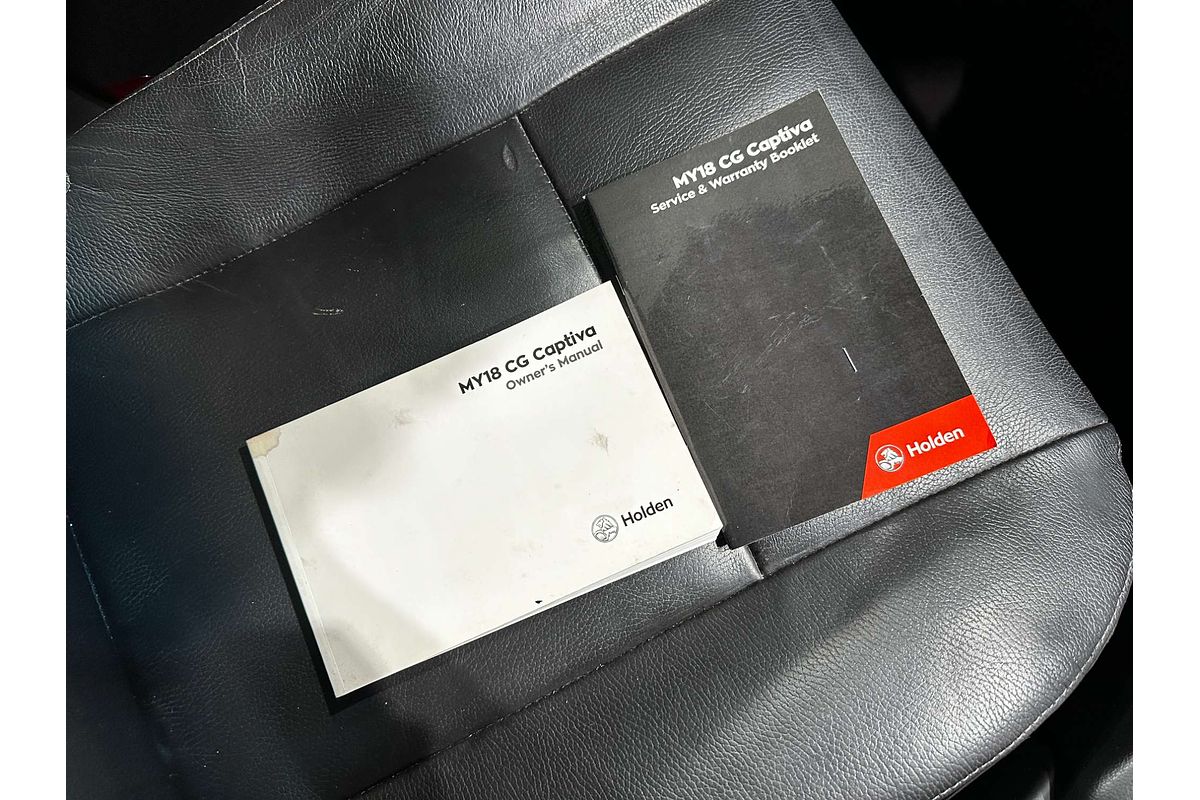 MY18 CG Captiva
Service & Warranty Booklet
Holden
MY18 CG Captiva
Owner's Manual
Holden